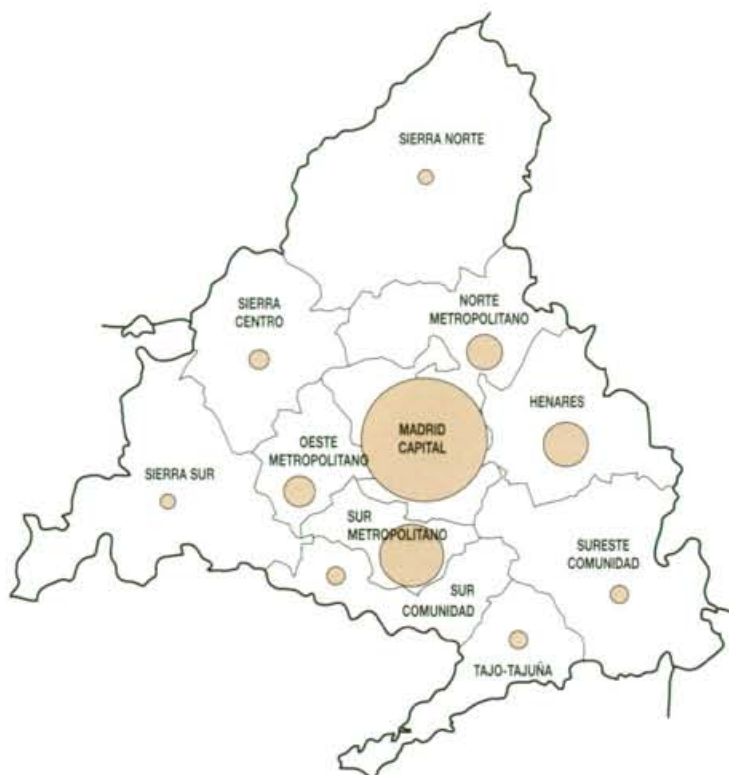 SIERRA NORTE
SIERRA
CENTRO
NORTE
METROPOLITANO
HENARES
MADRID
CAPITAL
OESTE
METROPOLITANO
SIERRA SUR
SUR
METROPOLITANO
SURESTE
COMUNIDAD
SUR
COMUNIDAD
TAJO-TAJUÑA